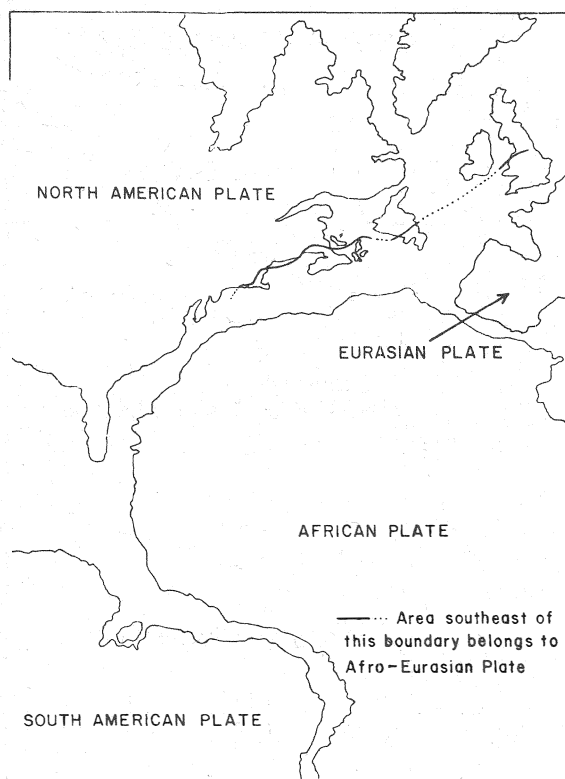 NORTH AMERICAN PLATE
EURASIAN PLATE
AFRICAN PLATE
Area southeast of
this boundary belongs to
Afro-Eurasian Plate
SOUTH AMERICAN PLATE